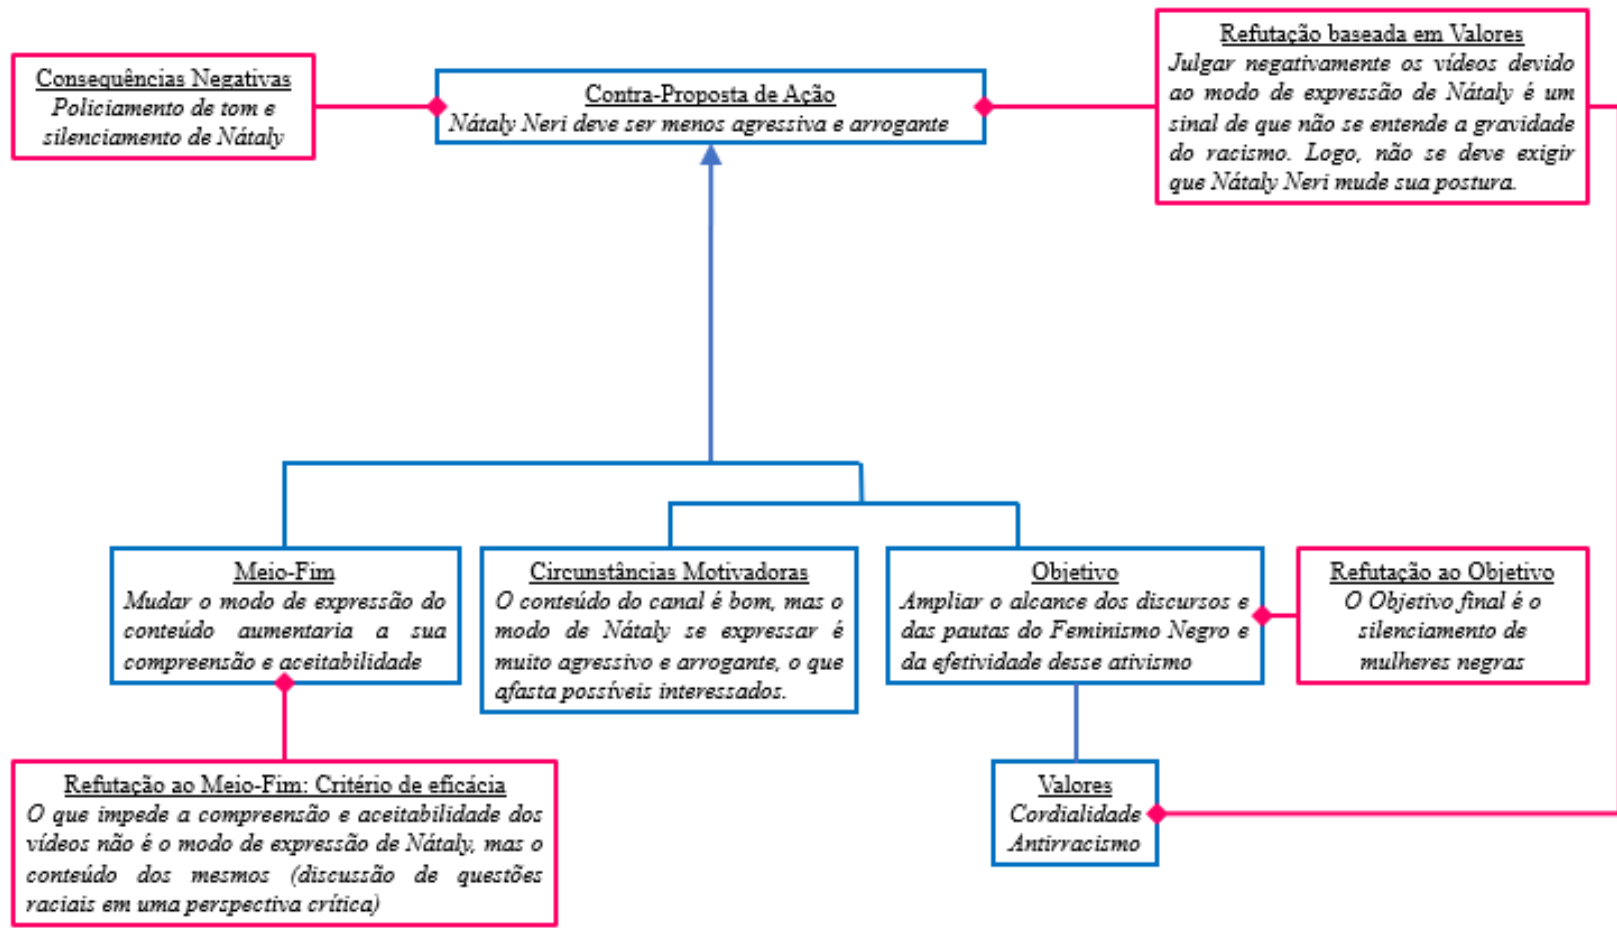 Consequências Negativas
Policiamento de tom e
silenciamento de Nátaly
Contra-Proposta de Ação
Nátaly Neri deve ser menos agressiva e arrogante
Refutação baseada em Valores
Julgar negativamente os vídeos devido
ao modo de expressão de Nátaly é um
sinal de que não se entende a gravidade
do racismo. Logo, não se deve exigir
que Nátaly Neri mude sua postura.
Meio-Fim
Mudar o modo de expressão do
conteúdo aumentaria a sua
compreensão e aceitabilidade
Circunstâncias Motivadoras
O conteúdo do canal é bom, mas o
modo de Nátaly se expressar é
muito agressivo e arrogante, o que
afasta possíveis interessados.
Objetivo
Ampliar o alcance dos discursos e
das pautas do Feminismo Negro e
da efetividade desse ativismo
Refutação ao Objetivo
O Objetivo final é o
silenciamento de
mulheres negras
Refutação ao Meio-Fim: Critério de eficácia
O que impede a compreensão e aceitabilidade dos
vídeos não é o modo de expressão de Nátaly, mas o
conteúdo dos mesmos (discussão de questões
raciais em uma perspectiva crítica)
Valores
Cordialidade
Antirracismo